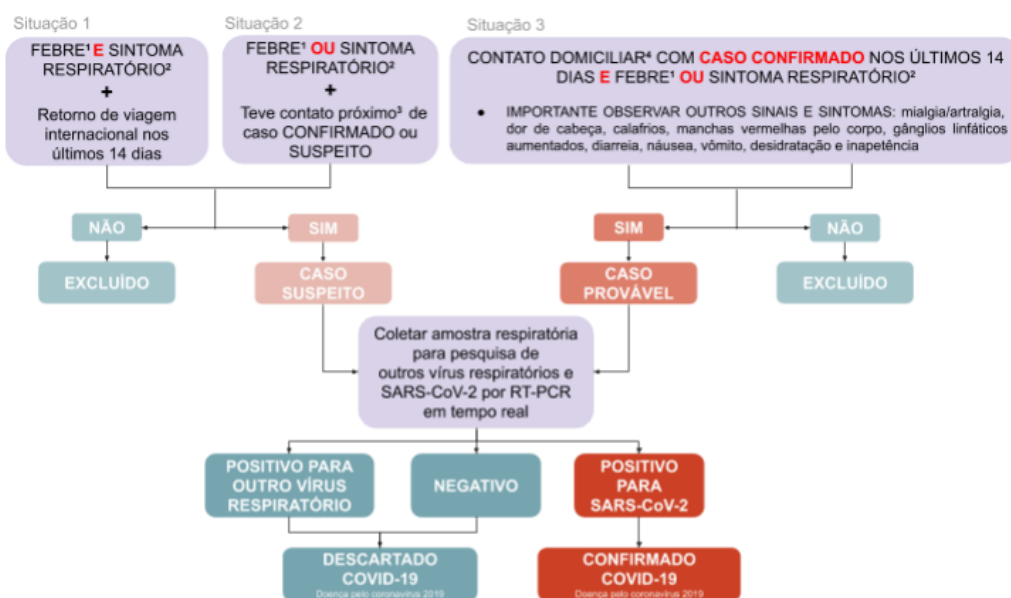 Situação 1
FEBRE¹ E SINTOMA
RESPIRATÓRIO²
+
Retorno de viagem
internacional nos
últimos 14 dias
Situação 2
FEBRE¹ OU SINTOMA
RESPIRATÓRIO²
+
Teve contato próximo³ de
caso CONFIRMADO ou
SUSPEITO
Situação 3
CONTATO DOMICILIAR⁴ COM CASO CONFIRMADO NOS ÚLTIMOS 14
DIAS E FEBRE¹ OU SINTOMA RESPIRATÓRIO²
• IMPORTANTE OBSERVAR OUTROS SINAIS E SINTOMAS: mialgia/artralgia,
dor de cabeça, calafrios, manchas vermelhas pelo corpo, gânglios linfáticos
aumentados, diarreia, náusea, vômito, desidratação e inapetência
NÃO
SIM
SIM
NÃO
EXCLUÍDO
CASO
SUSPEITO
CASO
PROVÁVEL
EXCLUÍDO
Coletar amostra respiratória
para pesquisa de
outros vírus respiratórios e
SARS-CoV-2 por RT-PCR
em tempo real
POSITIVO PARA
OUTRO VÍRUS
RESPIRATÓRIO
NEGATIVO
POSITIVO
PARA
SARS-CoV-2
DESCARTADO
COVID-19
Doença pelo coronavírus 2019
CONFIRMADO
COVID-19
Doença pelo coronavírus 2019